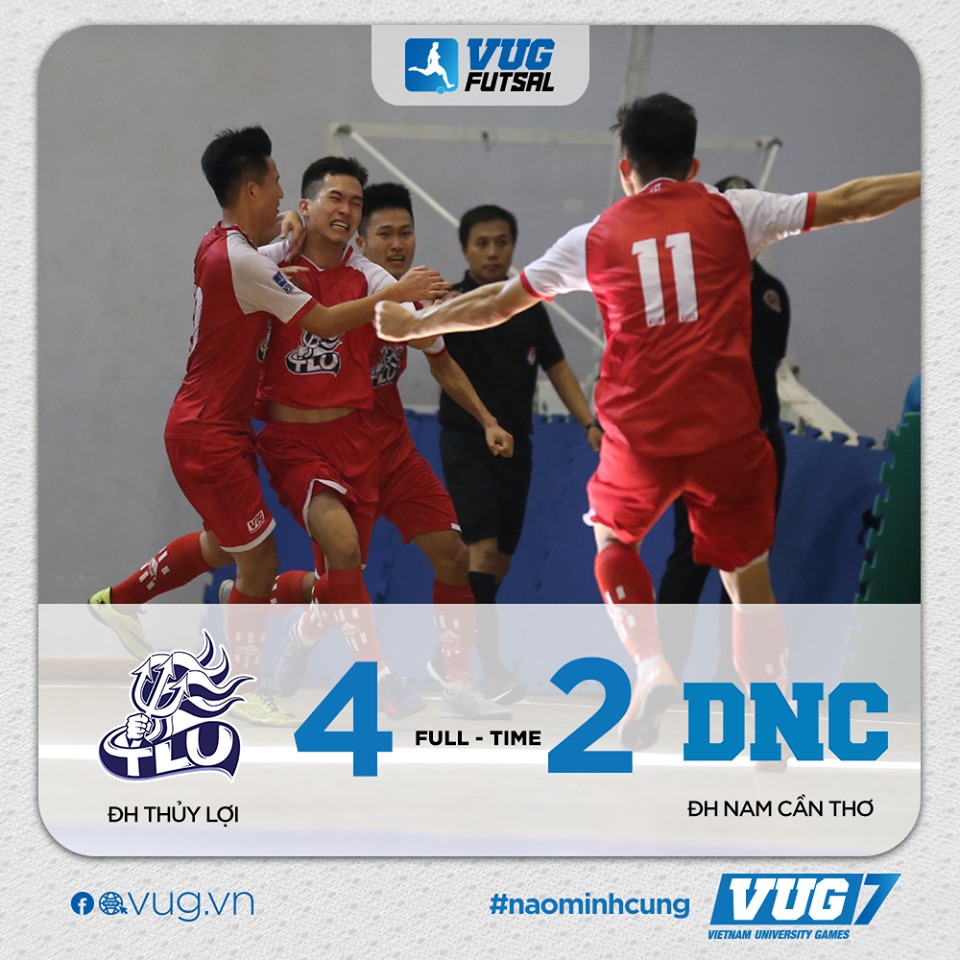 VUG
FUTSAL
11
TLU
VUG
TLU
4
FULL - TIME
2
DNC
ĐH THỦY LỢI
ĐH NAM CẦN THƠ
vug.vn
#naominhcung
VUG7
VIETNAM UNIVERSITY GAMES